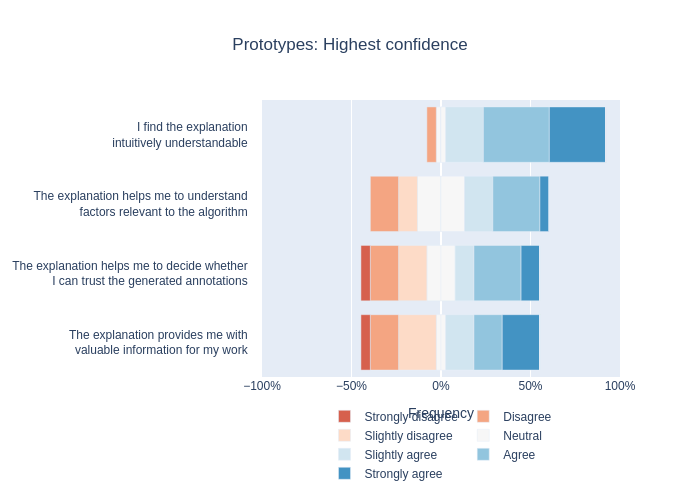 Prototypes: Highest confidence
I find the explanation
intuitively understandable
The explanation helps me to understand
factors relevant to the algorithm
The explanation helps me to decide whether
I can trust the generated annotations
The explanation provides me with
valuable information for my work
−100%
−50%
0%
50%
100%
Frequency
Strongly disagree
Disagree
Slightly disagree
Neutral
Slightly agree
Agree
Strongly agree